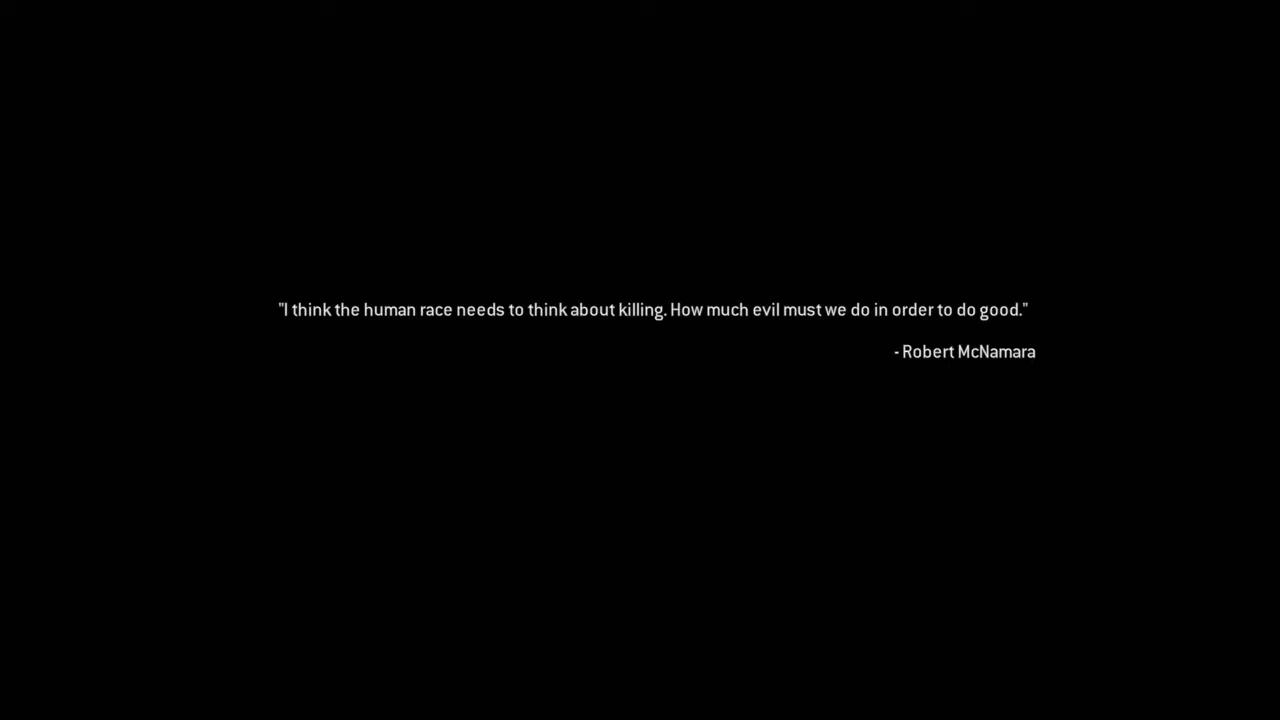 "I think the human race needs to think about killing. How much evil must we do in order to do good."
- Robert McNamara